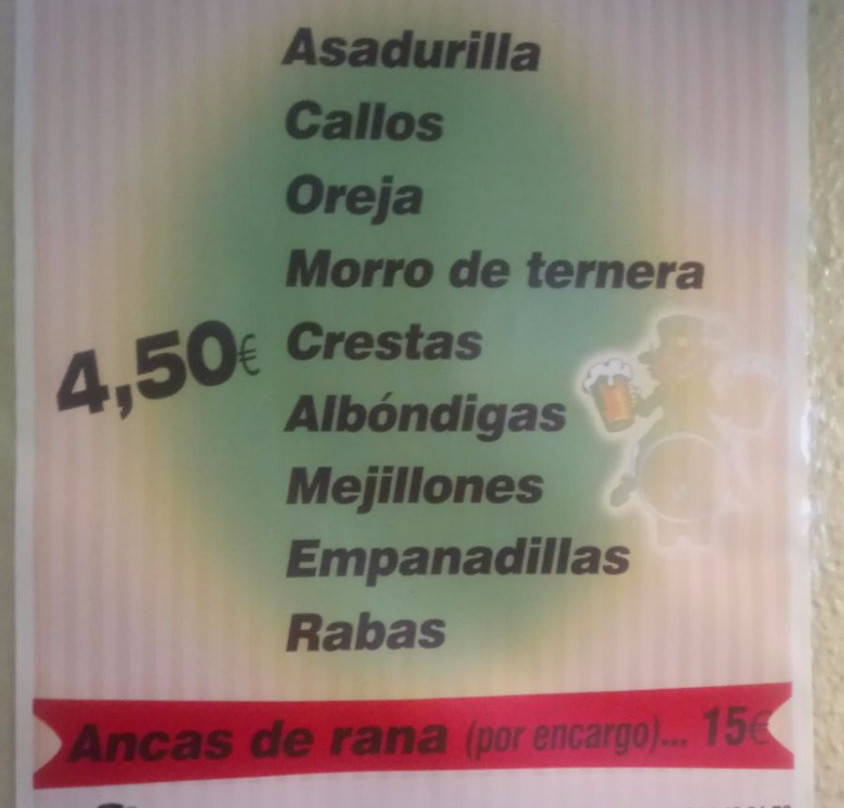 Asadurilla
Callos
Oreja
Morro de ternera
4,50€ Crestas
Albóndigas
Mejillones
Empanadillas
Rabas
Ancas de rana (por encargo)... 15€